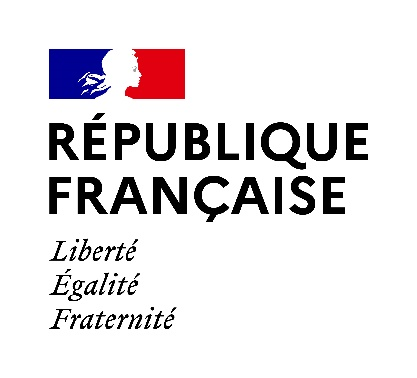 RÉPUBLIQUE
FRANÇAISE
Liberté
Égalité
Fraternité